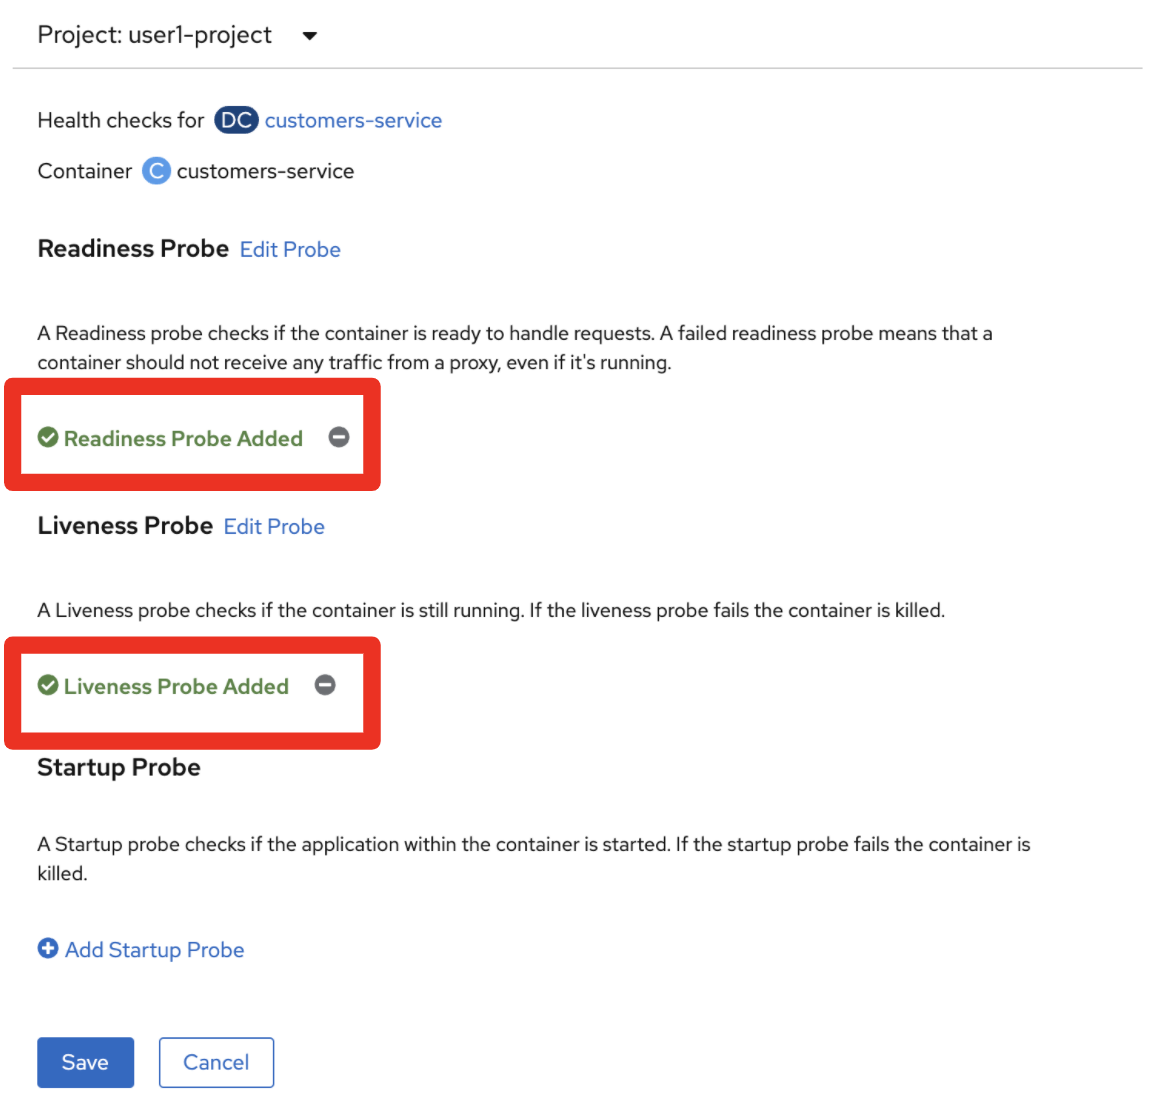 Project: user1-project
Health checks for DC customers-service
Container C customers-service
Readiness Probe Edit Probe
A Readiness probe checks if the container is ready to handle requests. A failed readiness probe means that a
container should not receive any traffic from a proxy, even if it's running.
Readiness Probe Added
Liveness Probe Edit Probe
A Liveness probe checks if the container is still running. If the liveness probe fails the container is killed.
Liveness Probe Added
Startup Probe
A Startup probe checks if the application within the container is started. If the startup probe fails the container is
killed.
Add Startup Probe
Save Cancel